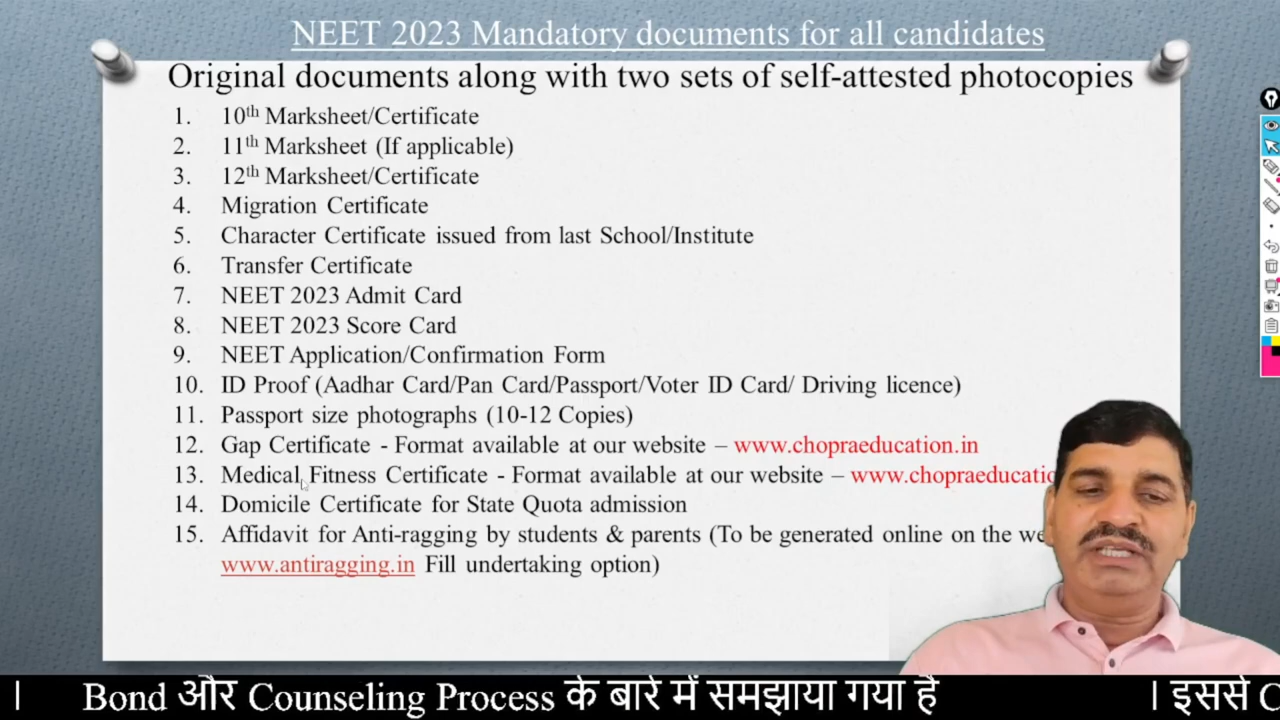 NEET 2023 Mandatory documents for all candidates
Original documents along with two sets of self-attested photocopies
1. 10th Marksheet/Certificate
2. 11th Marksheet (If applicable)
3. 12th Marksheet/Certificate
4. Migration Certificate
5. Character Certificate issued from last School/Institute
6. Transfer Certificate
7. NEET 2023 Admit Card
8. NEET 2023 Score Card
9. NEET Application/Confirmation Form
10. ID Proof (Aadhar Card/Pan Card/Passport/Voter ID Card/ Driving licence)
11. Passport size photographs (10-12 Copies)
12. Gap Certificate - Format available at our website – www.chopraeducation.in
13. Medical Fitness Certificate - Format available at our website – www.chopraeducatio
14. Domicile Certificate for State Quota admission
15. Affidavit for Anti-ragging by students & parents (To be generated online on the we
www.antiragging.in Fill undertaking option)
। Bond और Counseling Process के बारे में समझाया गया है । इससे C